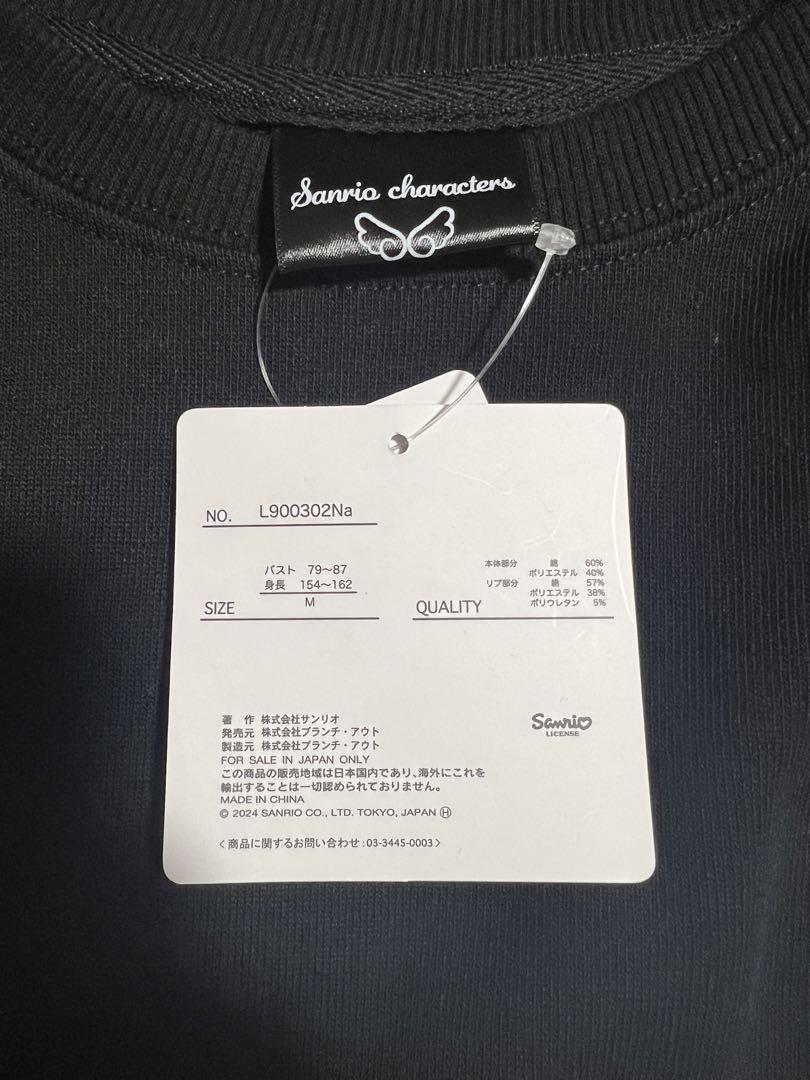 Sanrio characters
NO. L900302Na
バスト 79〜87
身長 154〜162
SIZE M
本体部分 綿 60%
ポリエステル 40%
リブ部分 綿 57%
ポリエステル 38%
ポリウレタン 5%
QUALITY
著 作 株式会社サンリオ
発売元 株式会社ブランチ・アウト
製造元 株式会社ブランチ・アウト
FOR SALE IN JAPAN ONLY
この商品の販売地域は日本国内であり、海外にこれを
輸出することは一切認められておりません。
MADE IN CHINA
© 2024 SANRIO CO., LTD. TOKYO, JAPAN Ⓗ
〈商品に関するお問い合わせ：03-3445-0003〉
Sanrio
LICENSE